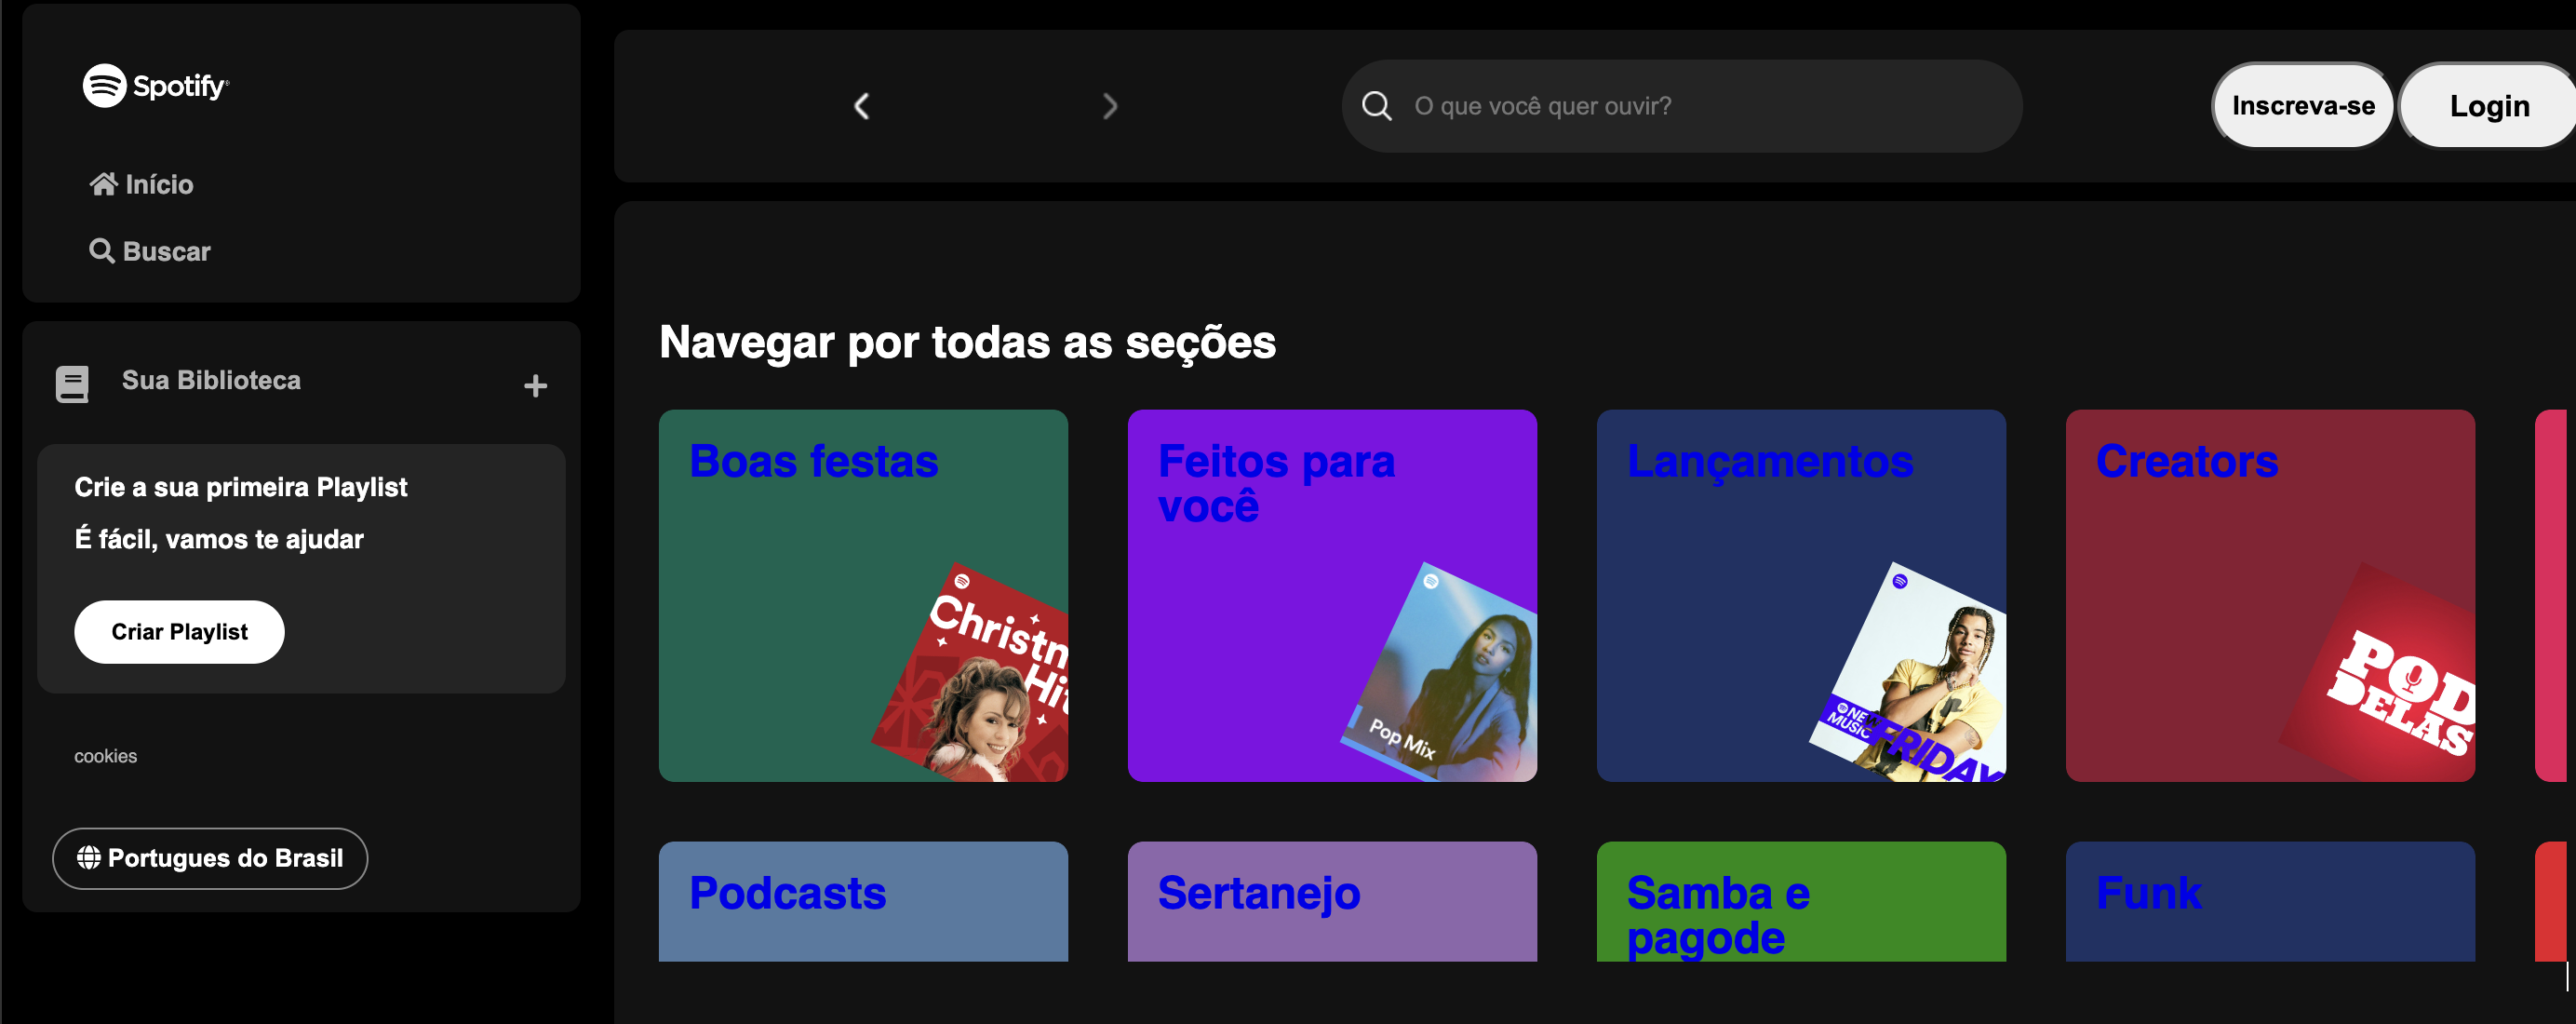 Spotify
Início
Buscar
Sua Biblioteca
Crie a sua primeira Playlist
É fácil, vamos te ajudar
Criar Playlist
cookies
Portugues do Brasil
O que você quer ouvir?
Inscreva-se
Login
Navegar por todas as seções
Boas festas
Christm
Hit
Feitos para
você
Pop Mix
Lançamentos
NEW
MUSIC
FRIDAY
Creators
POD
DELAS
Podcasts
Sertanejo
Samba e
pagode
Funk